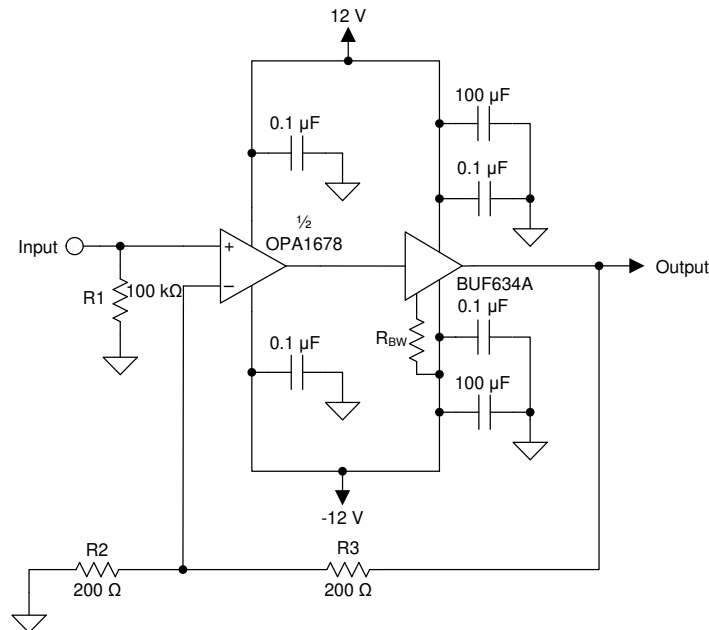 12 V
100 µF
0.1 µF
0.1 µF
½
OPA1678
Input
+
−
R1
100 kΩ
BUF634A
Output
0.1 µF
R_BW
0.1 µF
100 µF
-12 V
R2
R3
200 Ω
200 Ω